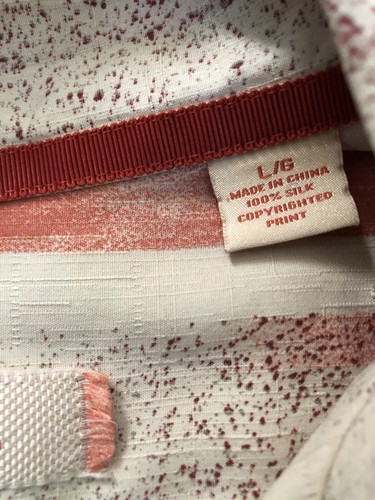 L/G
MADE IN CHINA
100% SILK
COPYRIGHTED
PRINT